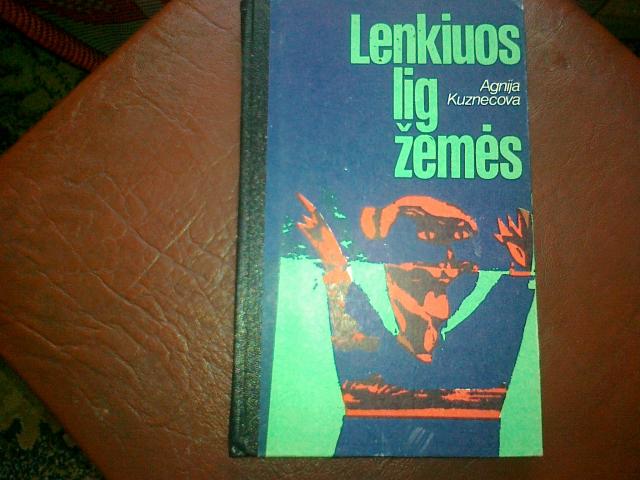 Lenkiuos
lig
žemės
Agnija
Kuznecova